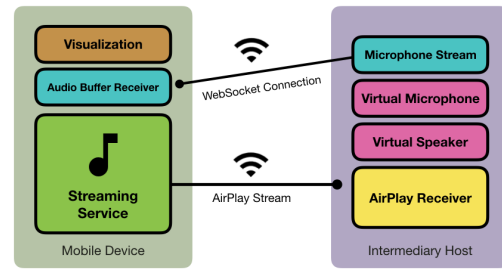 Visualization
Audio Buffer Receiver
Streaming
Service
Mobile Device
WebSocket Connection
AirPlay Stream
Microphone Stream
Virtual Microphone
Virtual Speaker
AirPlay Receiver
Intermediary Host